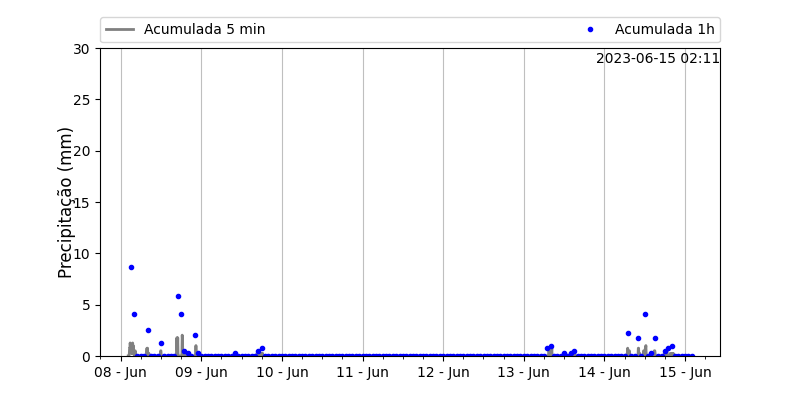 Acumulada 5 min
Acumulada 1h
2023-06-15 02:11
Precipitação (mm)
30
25
20
15
10
5
0
08 - Jun
09 - Jun
10 - Jun
11 - Jun
12 - Jun
13 - Jun
14 - Jun
15 - Jun